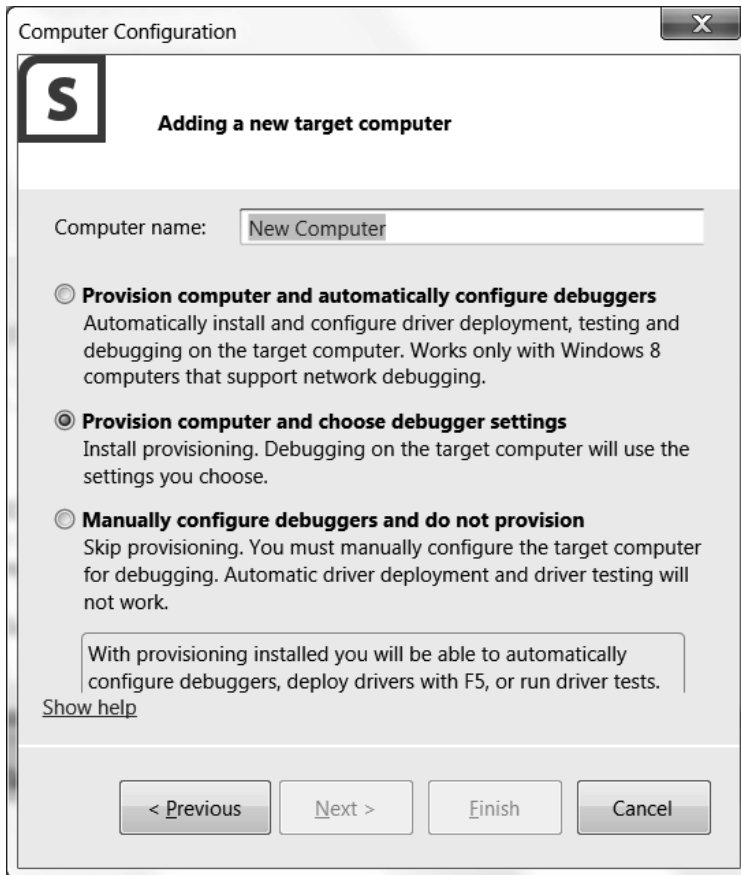 Computer Configuration
X
S
Adding a new target computer
Computer name:
New Computer
Provision computer and automatically configure debuggers
Automatically install and configure driver deployment, testing and
debugging on the target computer. Works only with Windows 8
computers that support network debugging.
Provision computer and choose debugger settings
Install provisioning. Debugging on the target computer will use the
settings you choose.
Manually configure debuggers and do not provision
Skip provisioning. You must manually configure the target computer
for debugging. Automatic driver deployment and driver testing will
not work.
With provisioning installed you will be able to automatically
configure debuggers, deploy drivers with F5, or run driver tests.
Show help
< Previous
Next >
Finish
Cancel